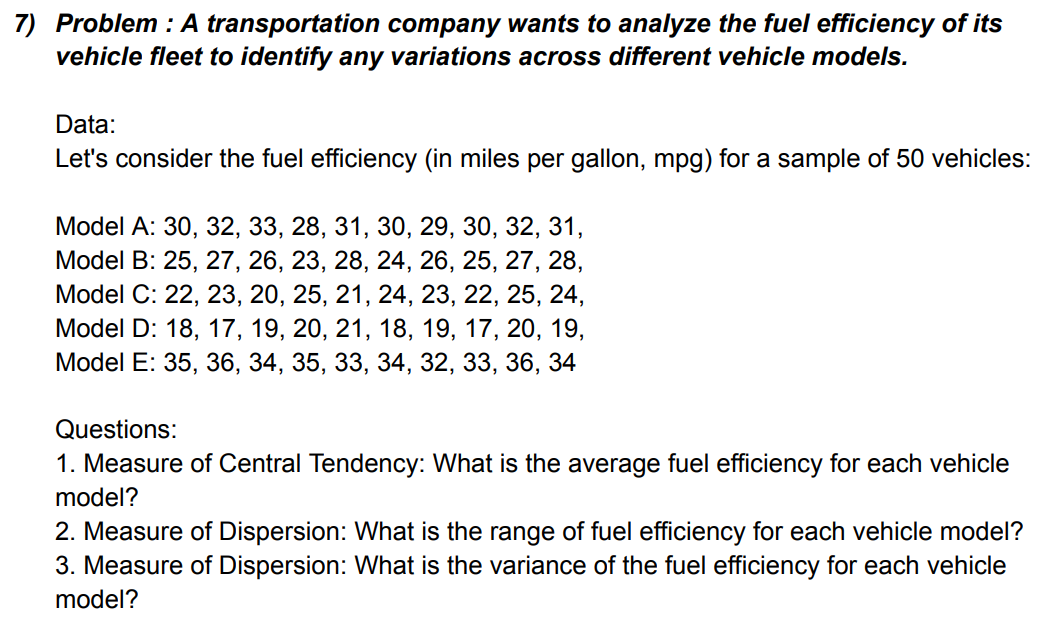 7) Problem : A transportation company wants to analyze the fuel efficiency of its
vehicle fleet to identify any variations across different vehicle models.
Data:
Let's consider the fuel efficiency (in miles per gallon, mpg) for a sample of 50 vehicles:
Model A: 30, 32, 33, 28, 31, 30, 29, 30, 32, 31,
Model B: 25, 27, 26, 23, 28, 24, 26, 25, 27, 28,
Model C: 22, 23, 20, 25, 21, 24, 23, 22, 25, 24,
Model D: 18, 17, 19, 20, 21, 18, 19, 17, 20, 19,
Model E: 35, 36, 34, 35, 33, 34, 32, 33, 36, 34
Questions:
1. Measure of Central Tendency: What is the average fuel efficiency for each vehicle
model?
2. Measure of Dispersion: What is the range of fuel efficiency for each vehicle model?
3. Measure of Dispersion: What is the variance of the fuel efficiency for each vehicle
model?